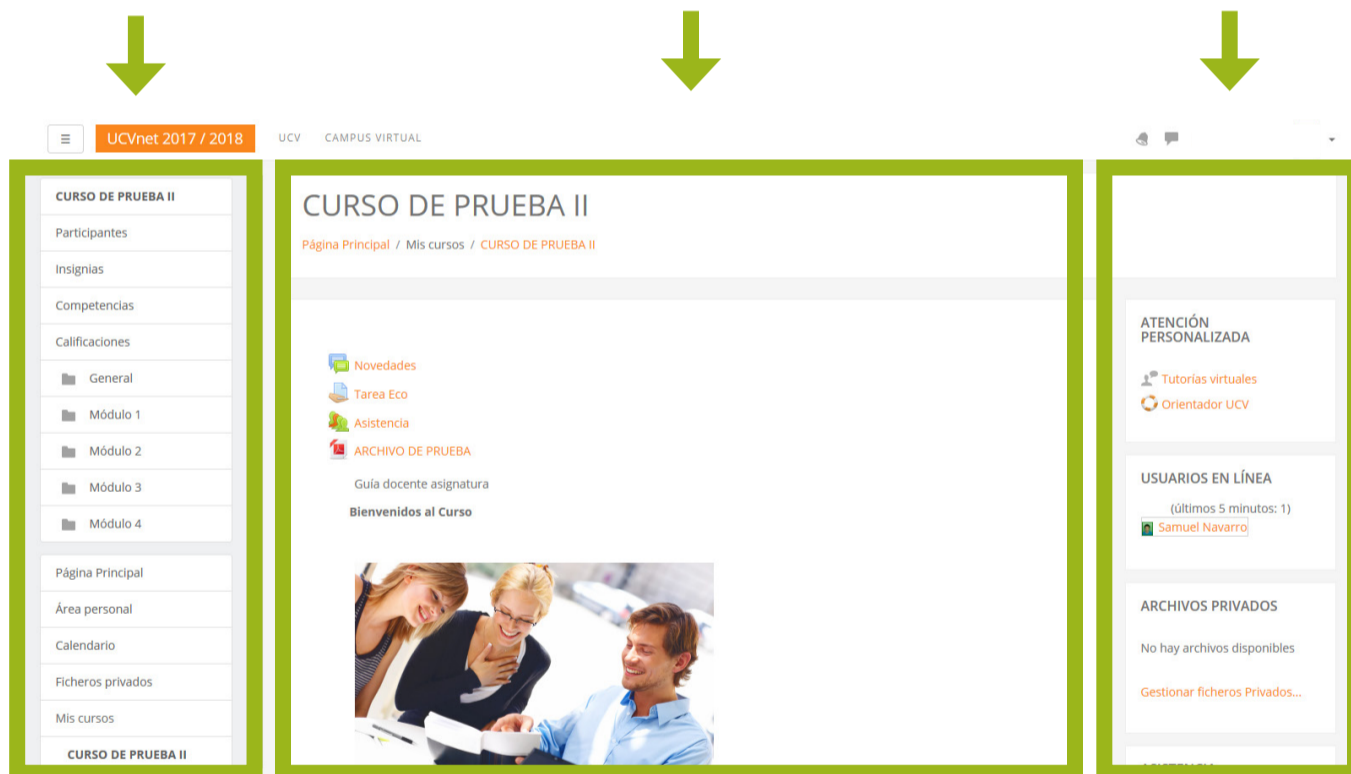 UCVnet 2017 / 2018
UCV
CAMPUS VIRTUAL
CURSO DE PRUEBA II
Participantes
Insignias
Competencias
Calificaciones
General
Módulo 1
Módulo 2
Módulo 3
Módulo 4
Página Principal
Área personal
Calendario
Ficheros privados
Mis cursos
CURSO DE PRUEBA II
CURSO DE PRUEBA II
Página Principal / Mis cursos / CURSO DE PRUEBA II
Novedades
Tarea Eco
Asistencia
ARCHIVO DE PRUEBA
Guía docente asignatura
Bienvenidos al Curso
ATENCIÓN
PERSONALIZADA
Tutorías virtuales
Orientador UCV
USUARIOS EN LÍNEA
(últimos 5 minutos: 1)
Samuel Navarro
ARCHIVOS PRIVADOS
No hay archivos disponibles
Gestionar ficheros Privados...